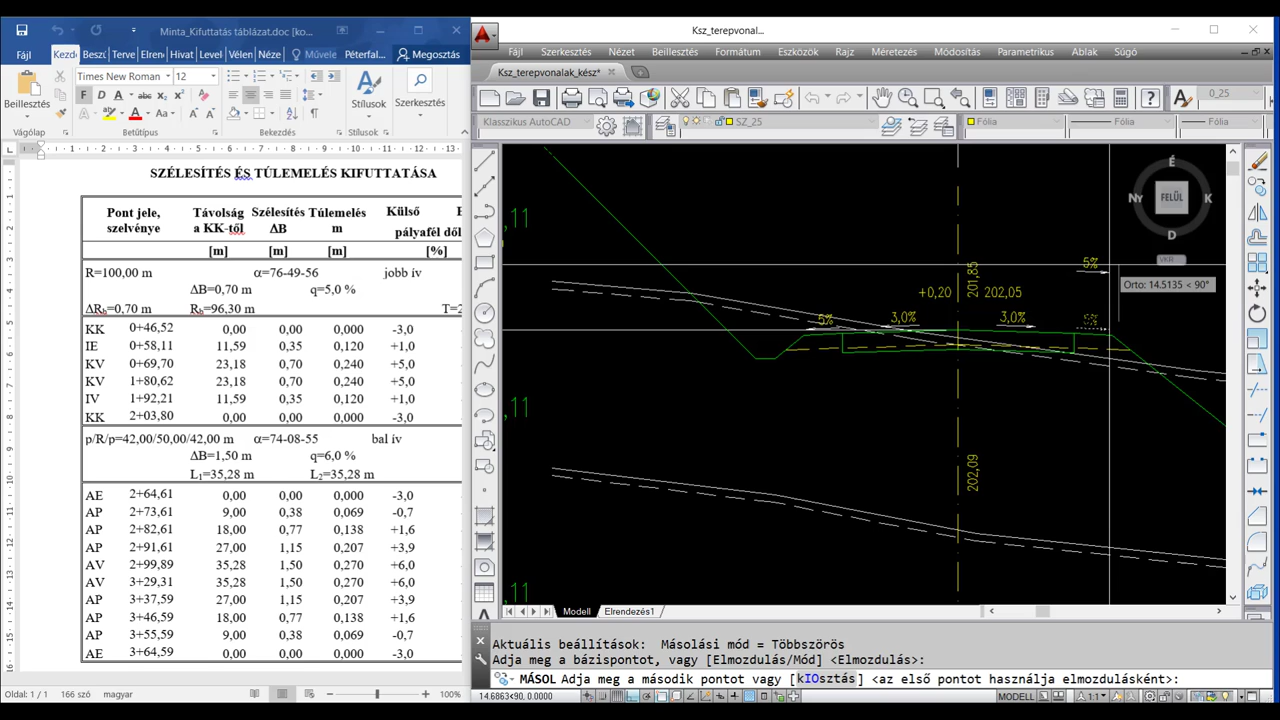 Minta_Kifuttatás táblázat.doc [ko...
Fájl Kezdő Beszú Terve Elren Hivat Level Vélen Nézet Műveле Péterfal... Megosztás
Times New Roman 12
Beillesztés
F D A abc x₂ x²
Aa A A
Stílusok
Szerkesztés
Vágólap Betűtípus Bekezdés Stílusok
SZÉLESÍTÉS ÉS TÚLEMELÉS KIFUTTATÁSA
Pont jele, Távolság Szélesítés Túlemelés Külső
szelvénye a KK-től ΔB m pályafél dől
[m] [m] [m] [%]
R=100,00 m α=76-49-56 jobb ív
ΔB=0,70 m q=5,0 %
ΔRb=0,70 m Rb=96,30 m T=2
KK 0+46,52 0,00 0,00 0,000 -3,0
IE 0+58,11 11,59 0,35 0,120 +1,0
KV 0+69,70 23,18 0,70 0,240 +5,0
KV 1+80,62 23,18 0,70 0,240 +5,0
IV 1+92,21 11,59 0,35 0,120 +1,0
KK 2+03,80 0,00 0,00 0,000 -3,0
p/R/p=42,00/50,00/42,00 m α=74-08-55 bal ív
ΔB=1,50 m q=6,0 %
L1=35,28 m L2=35,28 m
AE 2+64,61 0,00 0,00 0,000 -3,0
AP 2+73,61 9,00 0,38 0,069 -0,7
AP 2+82,61 18,00 0,77 0,138 +1,6
AP 2+91,61 27,00 1,15 0,207 +3,9
AV 2+99,89 35,28 1,50 0,270 +6,0
AV 3+29,31 35,28 1,50 0,270 +6,0
AP 3+37,59 27,00 1,15 0,207 +3,9
AP 3+46,59 18,00 0,77 0,138 +1,6
AP 3+55,59 9,00 0,38 0,069 -0,7
AE 3+64,59 0,00 0,00 0,000 -3,0
Oldal: 1 / 1 166 szó magyar 100%
Ksz_terepvonal...
Fájl Szerkesztés Nézet Beillesztés Formátum Eszközök Rajz Méretezés Módosítás Parametrikus Ablak Súgó
Ksz_terepvonalak_kész*
0,25
Klasszikus AutoCAD SZ_25 Fólia Fólia Fólia
É
Ny FELÜL K
D
VKR
,11
5%
Orto: 14.5135 < 90°
+0,20 201,85 202,05
5% 3,0% 3,0% 5%
,11
202,09
,11
Modell Elrendezés1
Aktuális beállítások: Másolási mód = Többszörös
Adja meg a bázispontot, vagy [Elmozdulás/Mód] <Elmozdulás>:
MÁSOL Adja meg a második pontot vagy [kIOsztás] <az első pontot használja elmozdulásként>:
14.6863<90, 0.0000 MODELL 1:1